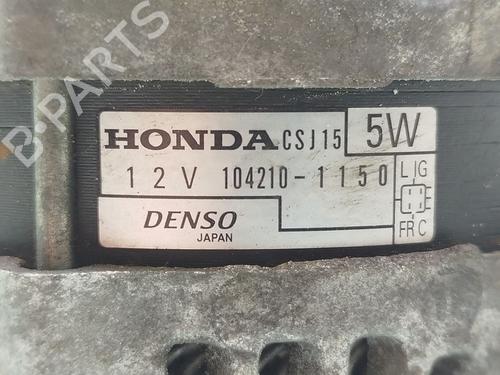 B-PARTS
HONDA CSJ15 5W
12V 104210-1150
L IG
DENSO
JAPAN
FR C